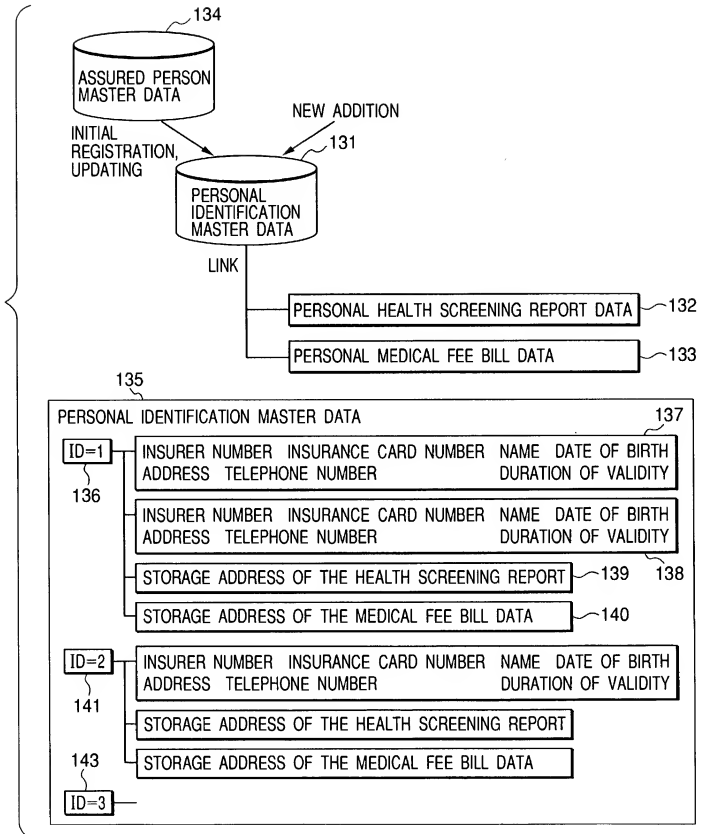 134
ASSURED PERSON
MASTER DATA
NEW ADDITION
INITIAL
REGISTRATION,
UPDATING
131
PERSONAL
IDENTIFICATION
MASTER DATA
LINK
PERSONAL HEALTH SCREENING REPORT DATA
132
PERSONAL MEDICAL FEE BILL DATA
133
135
PERSONAL IDENTIFICATION MASTER DATA
137
ID=1
136
INSURER NUMBER INSURANCE CARD NUMBER NAME DATE OF BIRTH
ADDRESS TELEPHONE NUMBER DURATION OF VALIDITY
INSURER NUMBER INSURANCE CARD NUMBER NAME DATE OF BIRTH
ADDRESS TELEPHONE NUMBER DURATION OF VALIDITY
138
STORAGE ADDRESS OF THE HEALTH SCREENING REPORT
139
STORAGE ADDRESS OF THE MEDICAL FEE BILL DATA
140
ID=2
141
INSURER NUMBER INSURANCE CARD NUMBER NAME DATE OF BIRTH
ADDRESS TELEPHONE NUMBER DURATION OF VALIDITY
STORAGE ADDRESS OF THE HEALTH SCREENING REPORT
STORAGE ADDRESS OF THE MEDICAL FEE BILL DATA
143
ID=3